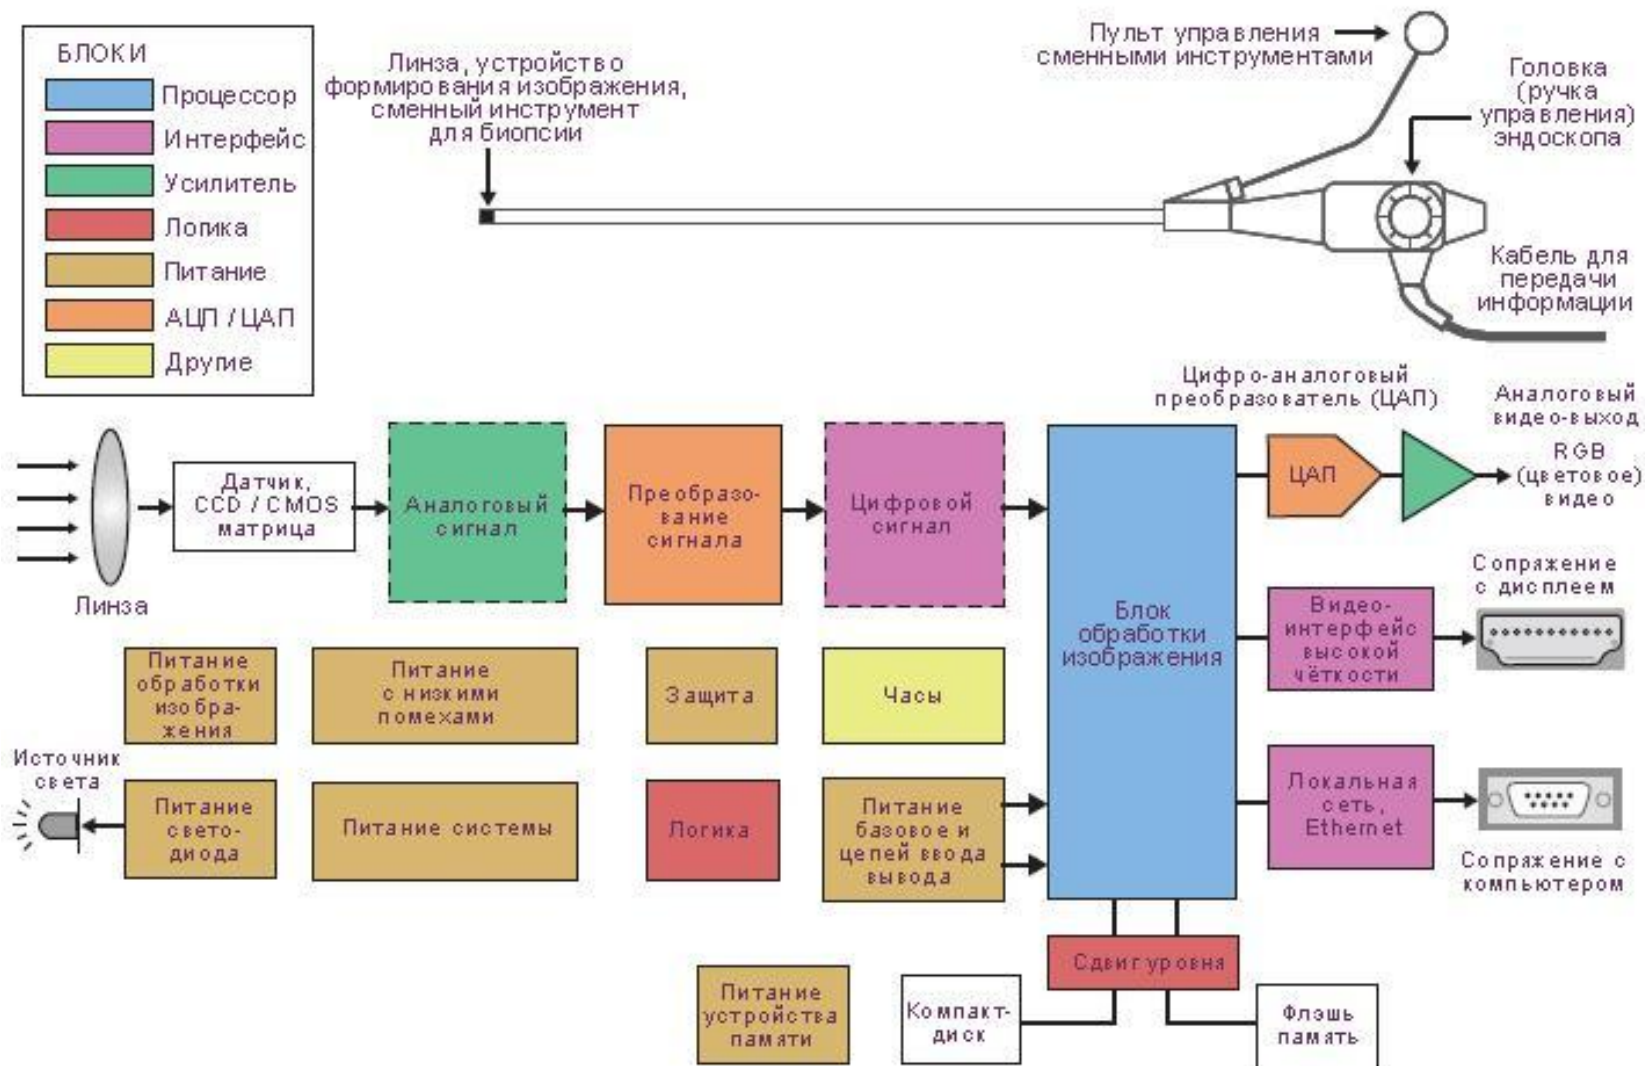 БЛОКИ
Процессор
Интерфейс
Усилитель
Логика
Питание
АЦП / ЦАП
Другие
Линза, устройство
формирования изображения,
сменный инструмент
для биопсии
Пульт управления
сменными инструментами
Головка
(ручка
управления)
эндоскопа
Кабель для
передачи
информации
Линза
Датчик,
CCD / CMOS
матрица
Аналоговый
сигнал
Преобразо-
вание
сигнала
Цифровой
сигнал
Блок
обработки
изображения
Цифро-аналоговый
преобразователь (ЦАП)
ЦАП
Аналоговый
видео-выход
RGB
(цветовое)
видео
Видео-
интерфейс
высокой
чёткости
Сопряжение
с дисплеем
Локальная
сеть,
Ethernet
Сопряжение с
компьютером
Питание
обработки
изобра-
жения
Питание
с низкими
помехами
Защита
Часы
Источник
света
Питание
свето-
диода
Питание системы
Логика
Питание
базовое и
цепей ввода
вывода
Сдвиг уровня
Питание
устройства
памяти
Компакт-
диск
Флэшь
память